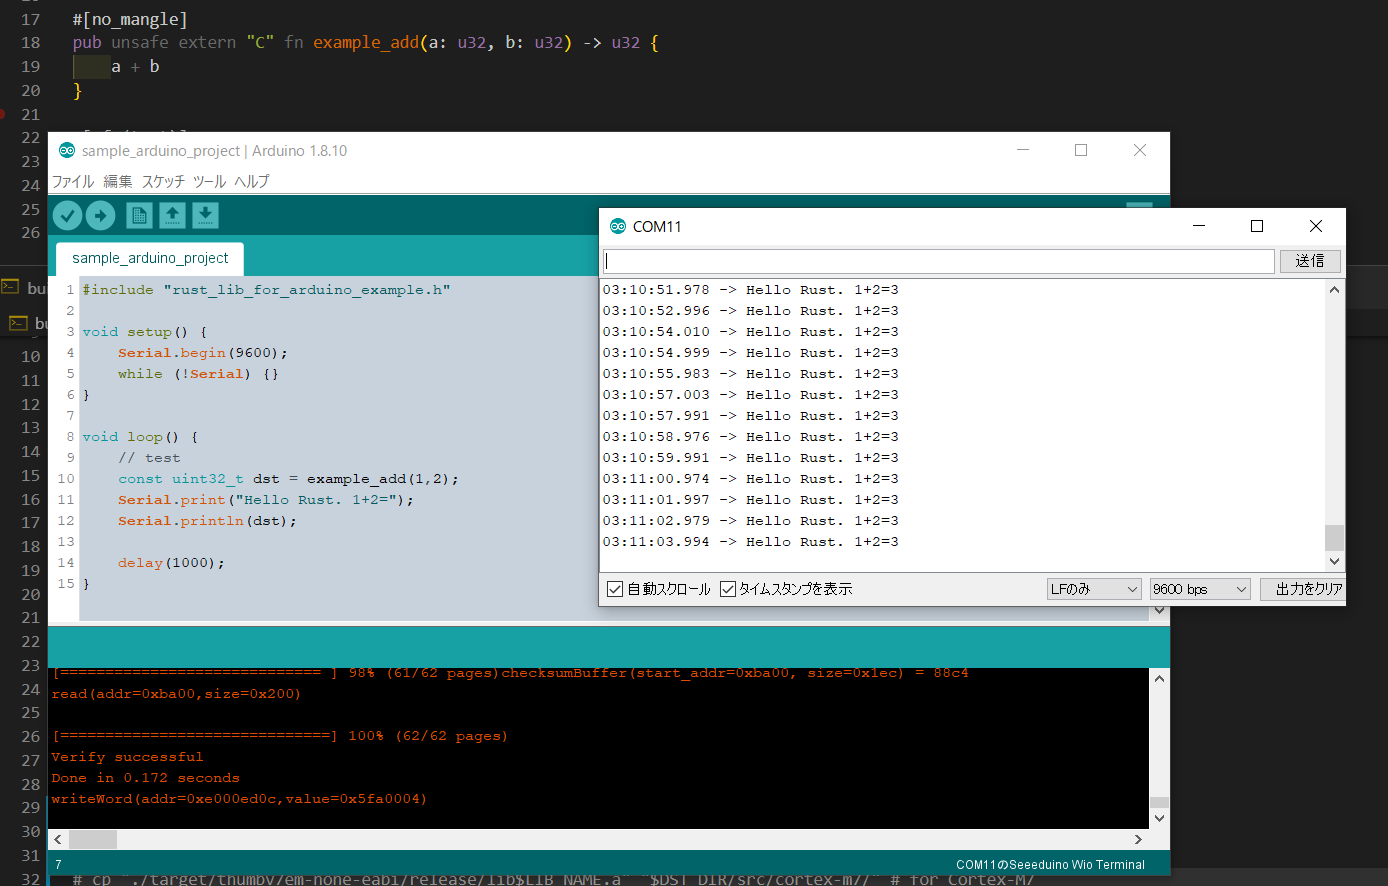 17 #[no_mangle]
18 pub unsafe extern "C" fn example_add(a: u32, b: u32) -> u32 {
19 a + b
20 }
21
22
23
24
25
26
bu
bu
10
11
12
13
14
15
16
17
18
19
20
21
22
23
24
25
26
27
28
29
30
31
32 # cp "./target/thumbv7em-none-eabi/release/lib$LIB_NAME.a" "$DST_DIR/src/cortex-m7/" # for Cortex-M7
sample_arduino_project | Arduino 1.8.10
ファイル 編集 スケッチ ツール ヘルプ
sample_arduino_project
1 #include "rust_lib_for_arduino_example.h"
2
3 void setup() {
4 Serial.begin(9600);
5 while (!Serial) {}
6 }
7
8 void loop() {
9 // test
10 const uint32_t dst = example_add(1,2);
11 Serial.print("Hello Rust. 1+2=");
12 Serial.println(dst);
13
14 delay(1000);
15 }
[============================= ] 98% (61/62 pages)checksumBuffer(start_addr=0xba00, size=0x1ec) = 88c4
read(addr=0xba00,size=0x200)
[==============================] 100% (62/62 pages)
Verify successful
Done in 0.172 seconds
writeWord(addr=0xe000ed0c,value=0x5fa0004)
7
COM11のSeeeduino Wio Terminal
COM11
送信
03:10:51.978 -> Hello Rust. 1+2=3
03:10:52.996 -> Hello Rust. 1+2=3
03:10:54.010 -> Hello Rust. 1+2=3
03:10:54.999 -> Hello Rust. 1+2=3
03:10:55.983 -> Hello Rust. 1+2=3
03:10:57.003 -> Hello Rust. 1+2=3
03:10:57.991 -> Hello Rust. 1+2=3
03:10:58.976 -> Hello Rust. 1+2=3
03:10:59.991 -> Hello Rust. 1+2=3
03:11:00.974 -> Hello Rust. 1+2=3
03:11:01.997 -> Hello Rust. 1+2=3
03:11:02.979 -> Hello Rust. 1+2=3
03:11:03.994 -> Hello Rust. 1+2=3
自動スクロール タイムスタンプを表示
LFのみ
9600 bps
出力をクリア